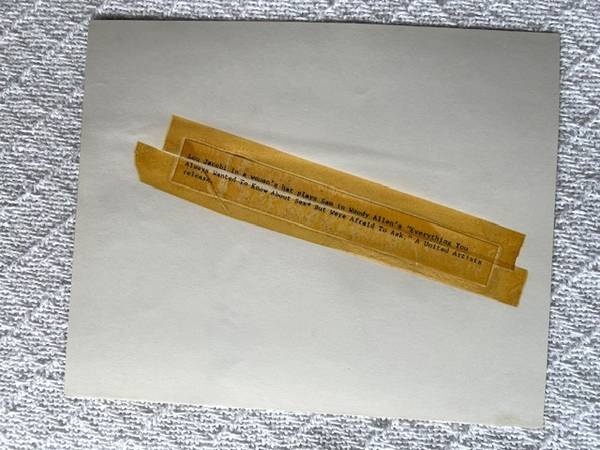 Lou Jacobi in a woman's hat plays Sam in Woody Allen's "Everything You
Always Wanted To Know About Sex* But Were Afraid To Ask." A United Artists
release